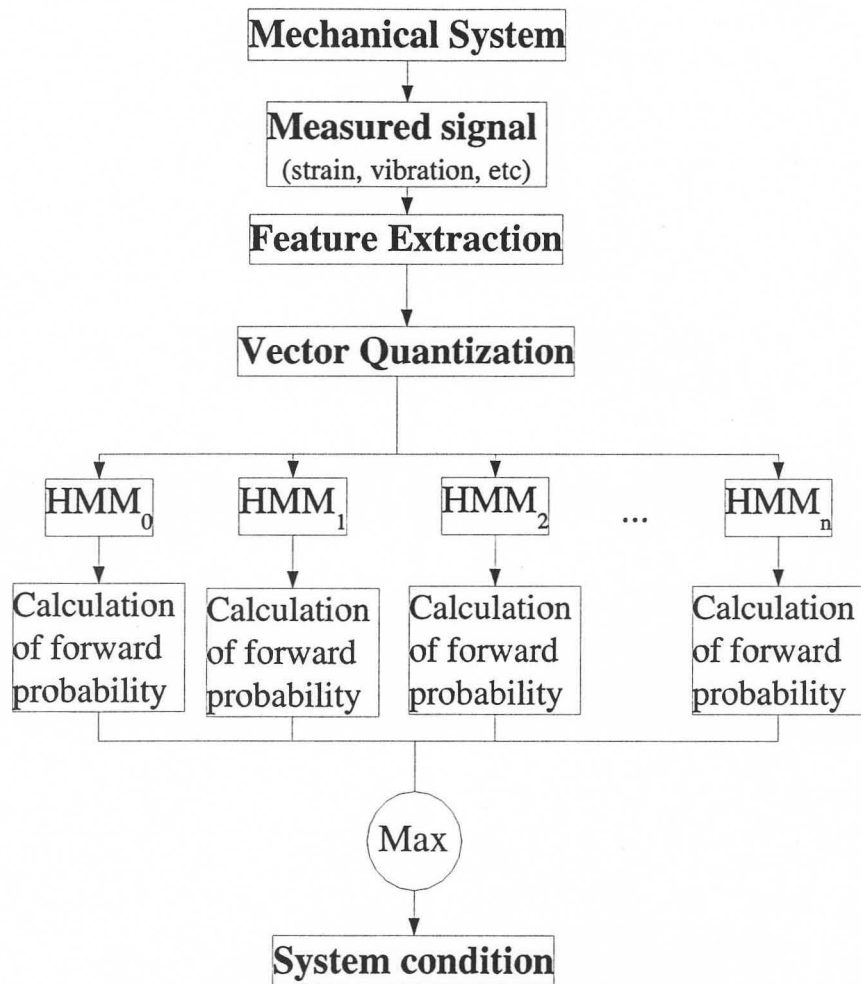 Mechanical System
Measured signal
(strain, vibration, etc)
Feature Extraction
Vector Quantization
HMM0
HMM1
HMM2
...
HMMn
Calculation
of forward
probability
Calculation
of forward
probability
Calculation
of forward
probability
Calculation
of forward
probability
Max
System condition